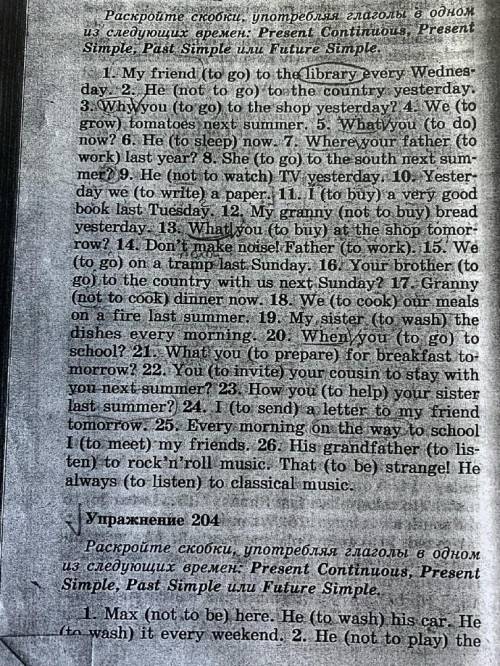 Раскройте скобки, употребляя глаголы в одном
из следующих времен: Present Continuous, Present
Simple, Past Simple или Future Simple.
1. My friend (to go) to the library every Wednes-
day. 2. He (not to go) to the country yesterday.
3. Why you (to go) to the shop yesterday? 4. We (to
grow) tomatoes next summer. 5. What you (to do)
now? 6. He (to sleep) now. 7. Where your father (to
work) last year? 8. She (to go) to the south next sum-
mer? 9. He (not to watch) TV yesterday. 10. Yester-
day we (to write) a paper. 11. I (to buy) a very good
book last Tuesday. 12. My granny (not to buy) bread
yesterday. 13. What you (to buy) at the shop tomor-
row? 14. Don't make noise! Father (to work). 15. We
(to go) on a tramp last Sunday. 16. Your brother (to
go) to the country with us next Sunday? 17. Granny
(not to cook) dinner now. 18. We (to cook) our meals
on a fire last summer. 19. My sister (to wash) the
dishes every morning. 20. When you (to go) to
school? 21. What you (to prepare) for breakfast to-
morrow? 22. You (to invite) your cousin to stay with
you next summer? 23. How you (to help) your sister
last summer? 24. I (to send) a letter to my friend
tomorrow. 25. Every morning on the way to school
I (to meet) my friends. 26. His grandfather (to lis-
ten) to rock'n'roll music. That (to be) strange! He
always (to listen) to classical music.
Упражнение 204
Раскройте скобки, употребляя глаголы в одном
из следующих времен: Present Continuous, Present
Simple, Past Simple или Future Simple.
1. Max (not to be) here. He (to wash) his car. He
(to wash) it every weekend. 2. He (not to play) the